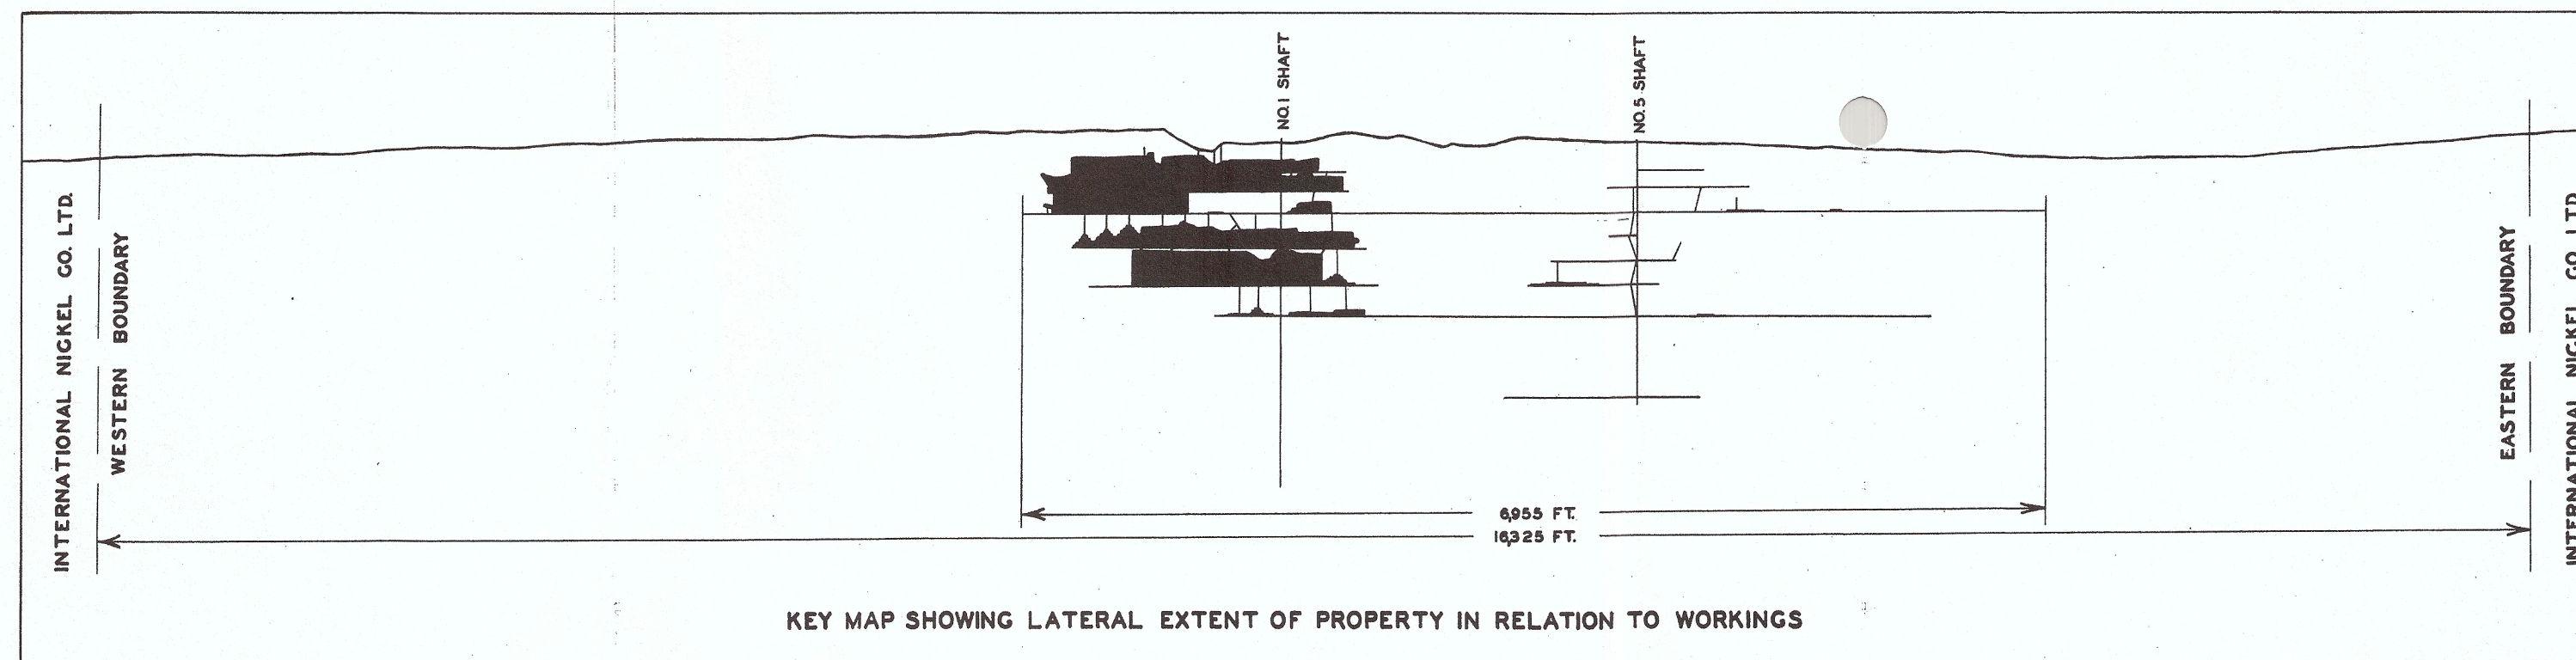 NO.1 SHAFT
NO.5 SHAFT
INTERNATIONAL NICKEL CO. LTD.
WESTERN BOUNDARY
EASTERN BOUNDARY
INTERNATIONAL NICKEL CO. LTD.
6,955 FT.
16,325 FT.
KEY MAP SHOWING LATERAL EXTENT OF PROPERTY IN RELATION TO WORKINGS